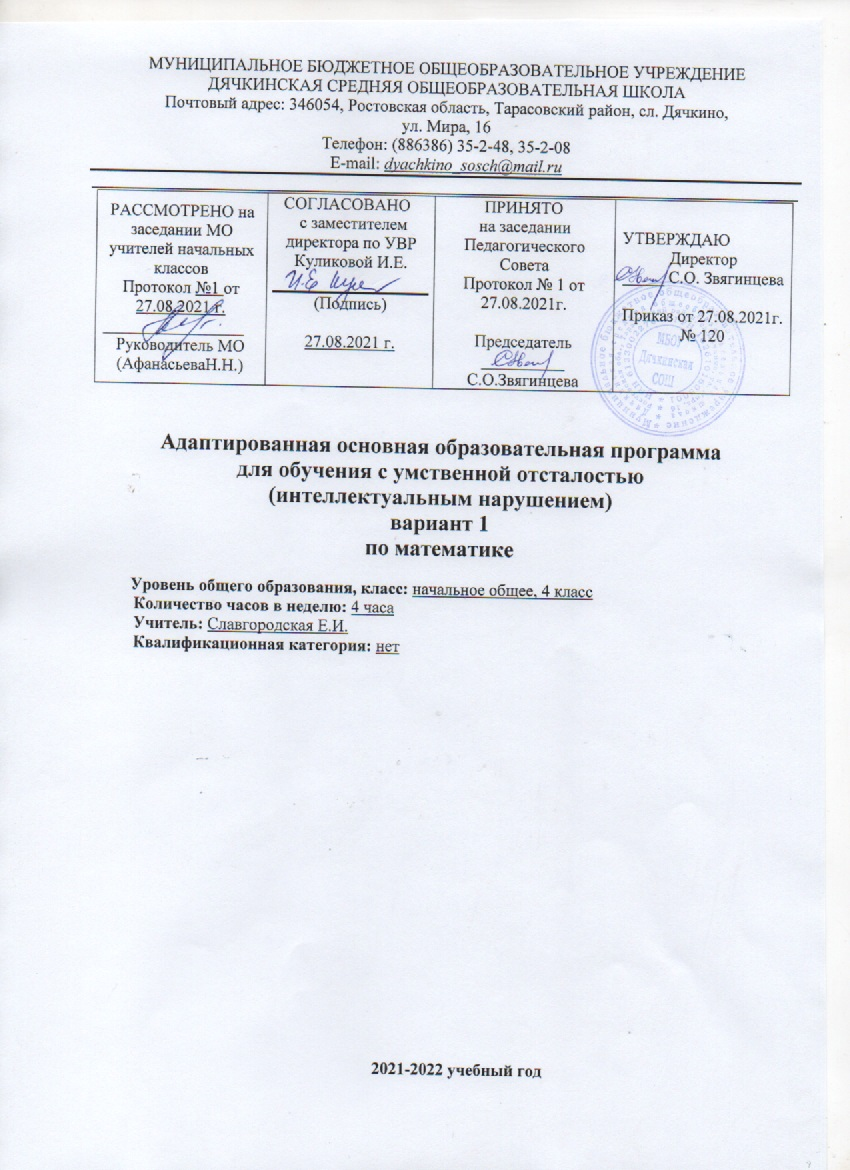 МУНИЦИПАЛЬНОЕ БЮДЖЕТНОЕ ОБЩЕОБРАЗОВАТЕЛЬНОЕ УЧРЕЖДЕНИЕ
ДЯЧКИНСКАЯ СРЕДНЯЯ ОБЩЕОБРАЗОВАТЕЛЬНАЯ ШКОЛА
Почтовый адрес: 346054, Ростовская область, Тарасовский район, сл. Дячкино,
ул. Мира, 16
Телефон: (886386) 35-2-48, 35-2-08
E-mail: dyachkino_sosch@mail.ru
РАССМОТРЕНО на
заседании МО
учителей начальных
классов
Протокол №1 от
27.08.2021 г.
Руководитель МО
(АфанасьеваН.Н.)
СОГЛАСОВАНО
с заместителем
директора по УВР
Куликовой И.Е.
(Подпись)
27.08.2021 г.
ПРИНЯТО
на заседании
Педагогического
Совета
Протокол № 1 от
27.08.2021г.
Председатель
С.О.Звягинцева
УТВЕРЖДАЮ
Директор
С.О. Звягинцева
Приказ от 27.08.2021г.
№ 120
МБОУ
Дячкинская
СОШ
Адаптированная основная образовательная программа
для обучения с умственной отсталостью
(интеллектуальным нарушением)
вариант 1
по математике
Уровень общего образования, класс: начальное общее, 4 класс
Количество часов в неделю: 4 часа
Учитель: Славгородская Е.И.
Квалификационная категория: нет
2021-2022 учебный год